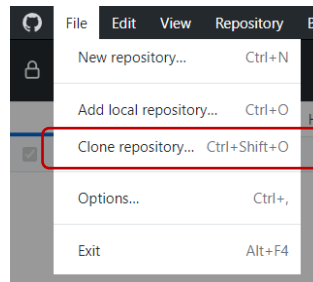 File Edit View Repository
New repository... Ctrl+N
Add local repository... Ctrl+O
Clone repository... Ctrl+Shift+O
Options... Ctrl+,
Exit Alt+F4